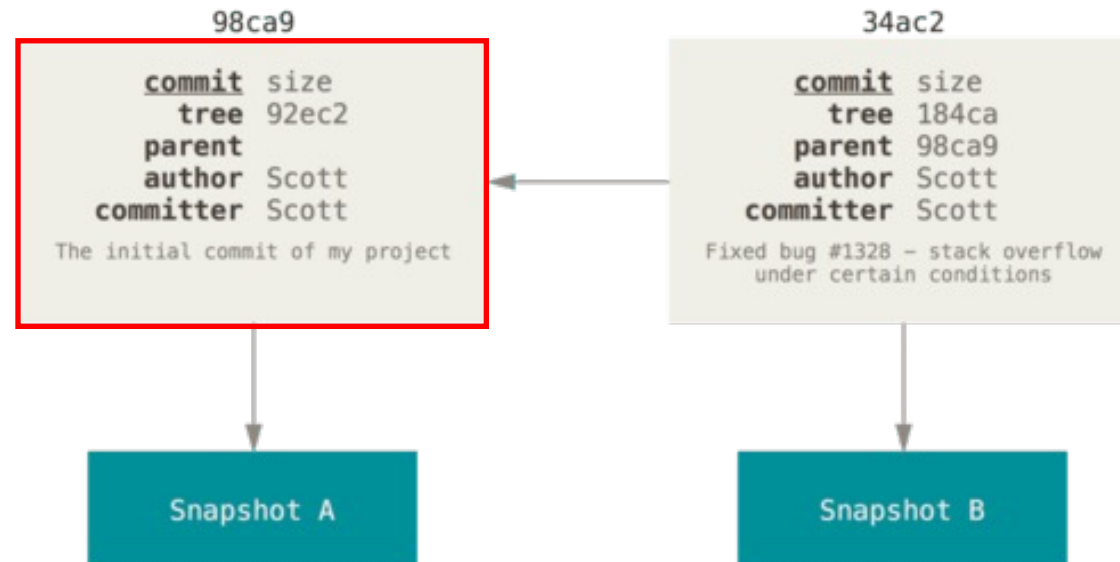 98ca9
commit size
tree 92ec2
parent
author Scott
committer Scott
The initial commit of my project
Snapshot A
34ac2
commit size
tree 184ca
parent 98ca9
author Scott
committer Scott
Fixed bug #1328 – stack overflow
under certain conditions
Snapshot B